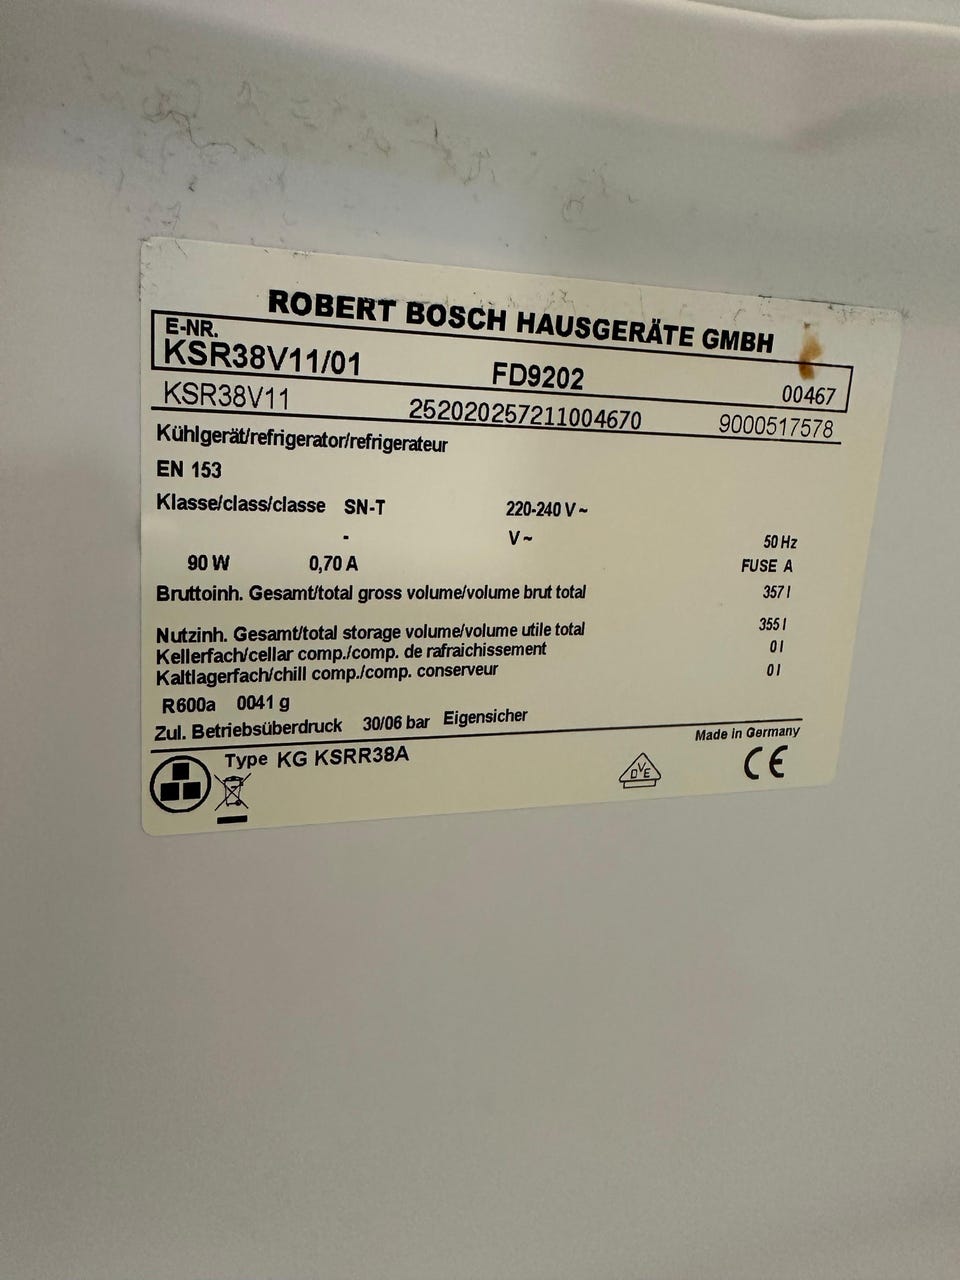 ROBERT BOSCH HAUSGERÄTE GMBH
E-NR.
KSR38V11/01 FD9202 00467
KSR38V11 252020257211004670 9000517578
Kühlgerät/refrigerator/refrigerateur
EN 153
Klasse/class/classe SN-T 220-240 V ~
- V ~ 50 Hz
90 W 0,70 A FUSE A
Bruttoinh. Gesamt/total gross volume/volume brut total 357 l
Nutzinh. Gesamt/total storage volume/volume utile total 355 l
Kellerfach/cellar comp./comp. de rafraichissement 0 l
Kaltlagerfach/chill comp./comp. conserveur 0 l
R600a 0041 g
Zul. Betriebsüberdruck 30/06 bar Eigensicher
Made in Germany
Type KG KSRR38A
DVE CE